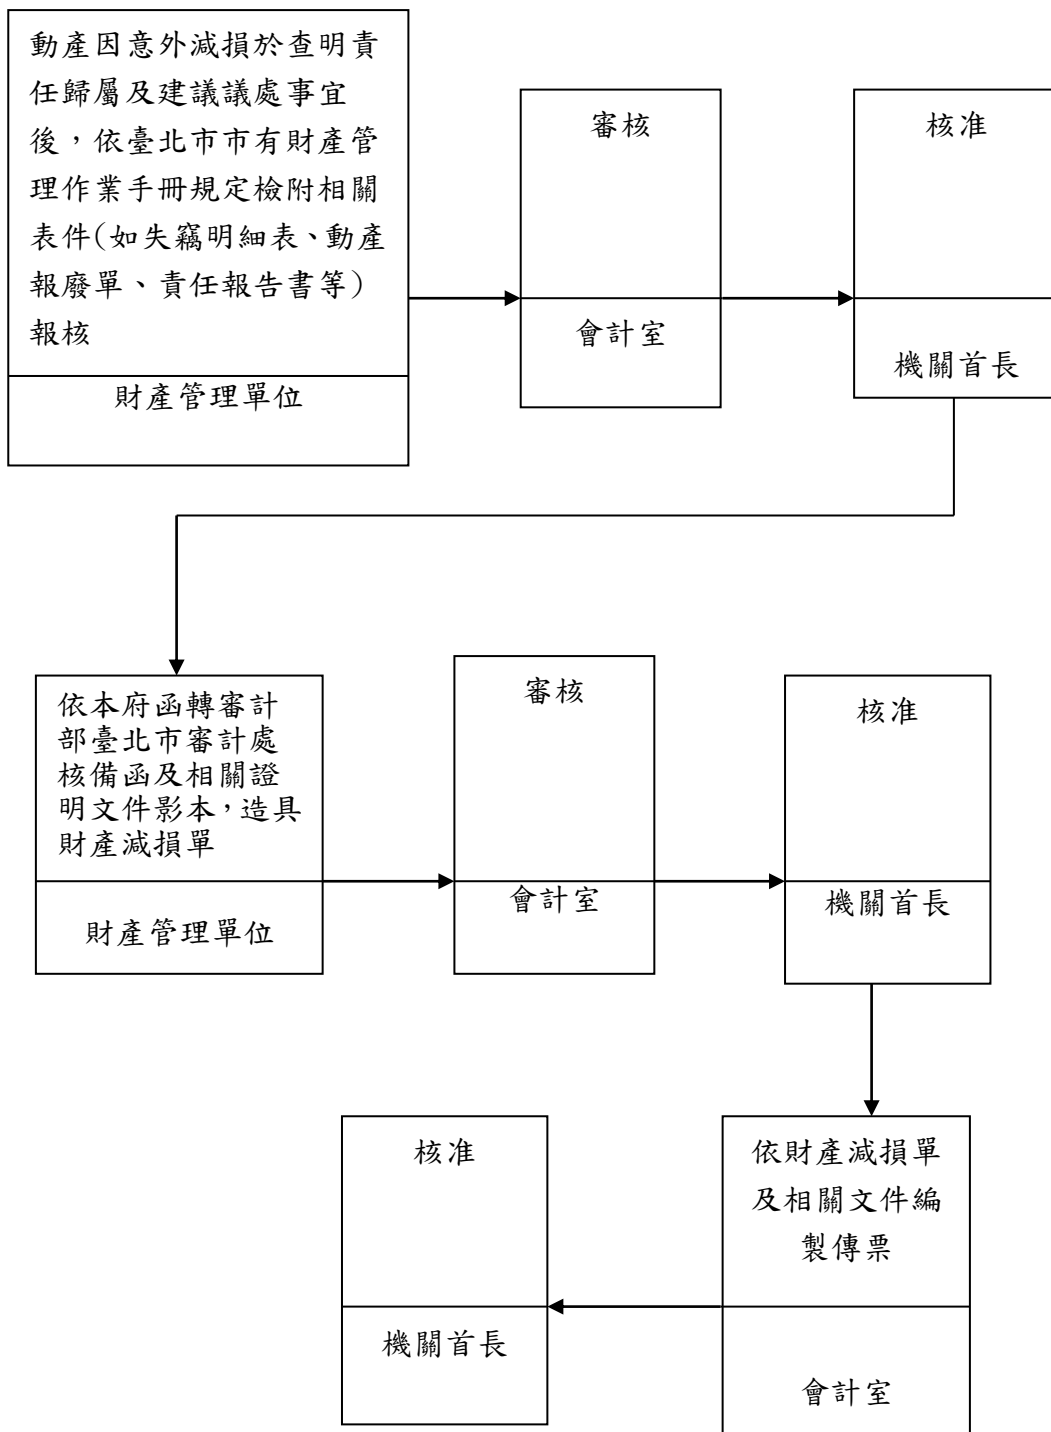 動產因意外減損於查明責
任歸屬及建議議處事宜
後，依臺北市市有財產管
理作業手冊規定檢附相關
表件(如失竊明細表、動產
報廢單、責任報告書等)
報核
財產管理單位
審核
會計室
核准
機關首長
依本府函轉審計
部臺北市審計處
核備函及相關證
明文件影本，造具
財產減損單
財產管理單位
審核
會計室
核准
機關首長
依財產減損單
及相關文件編
製傳票
會計室
核准
機關首長